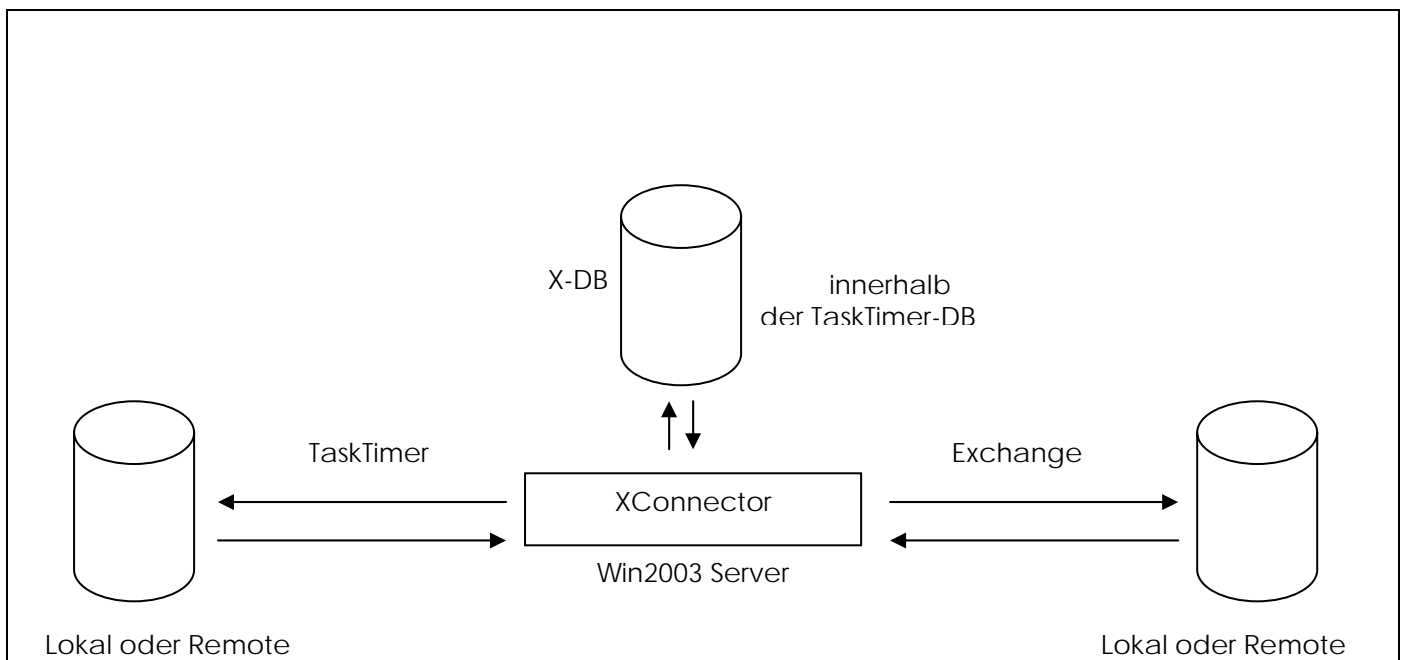 X-DB
innerhalb
der TaskTimer-DB
TaskTimer
Exchange
XConnector
Win2003 Server
Lokal oder Remote
Lokal oder Remote